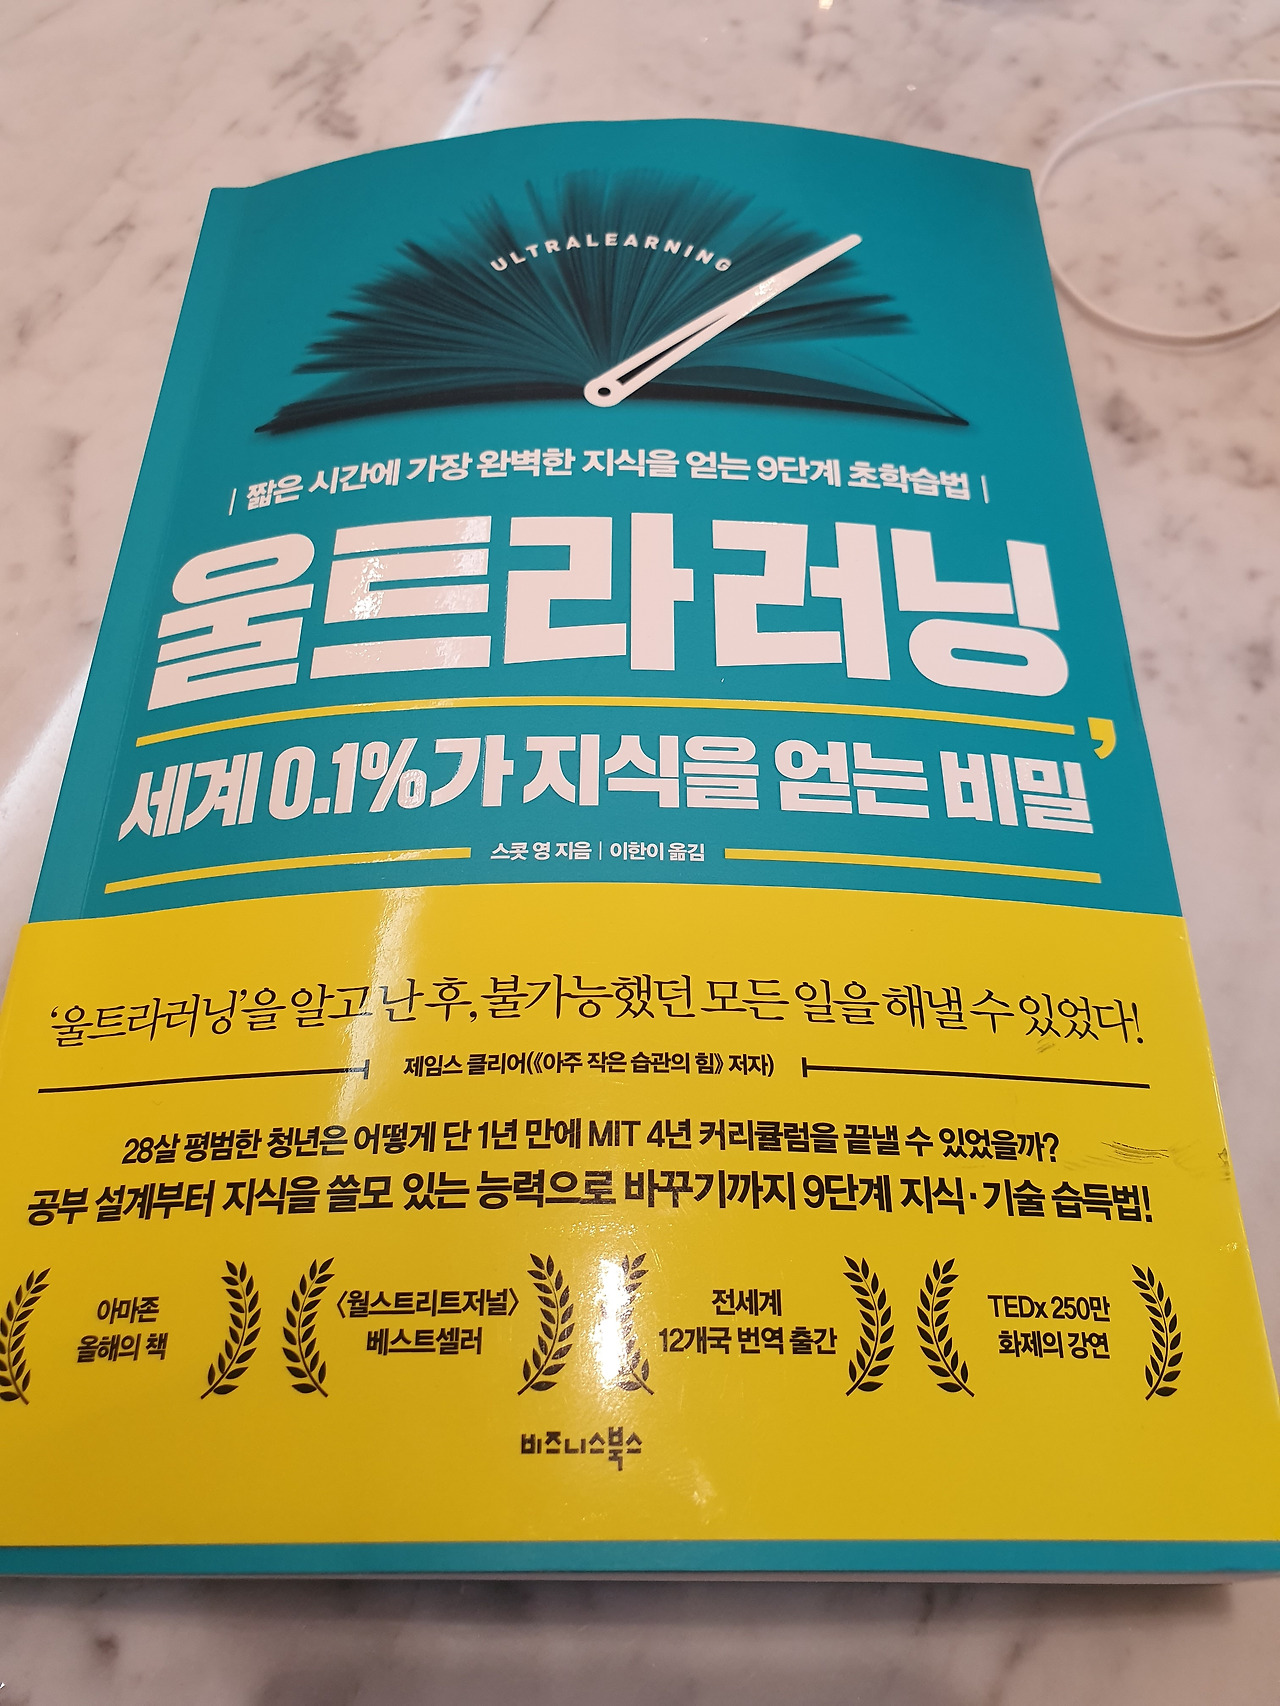 ULTRALEARNING
| 짧은 시간에 가장 완벽한 지식을 얻는 9단계 초학습법 |
울트라러닝,
세계 0.1%가 지식을 얻는 비밀
스콧 영 지음 | 이한이 옮김
‘울트라러닝’을 알고 난 후, 불가능했던 모든 일을 해낼 수 있었다!
제임스 클리어(《아주 작은 습관의 힘》 저자)
28살 평범한 청년은 어떻게 단 1년 만에 MIT 4년 커리큘럼을 끝낼 수 있었을까?
공부 설계부터 지식을 쓸모 있는 능력으로 바꾸기까지 9단계 지식·기술 습득법!
아마존
올해의 책
〈월스트리트저널〉
베스트셀러
전세계
12개국 번역 출간
TEDx 250만
화제의 강연
비즈니스북스